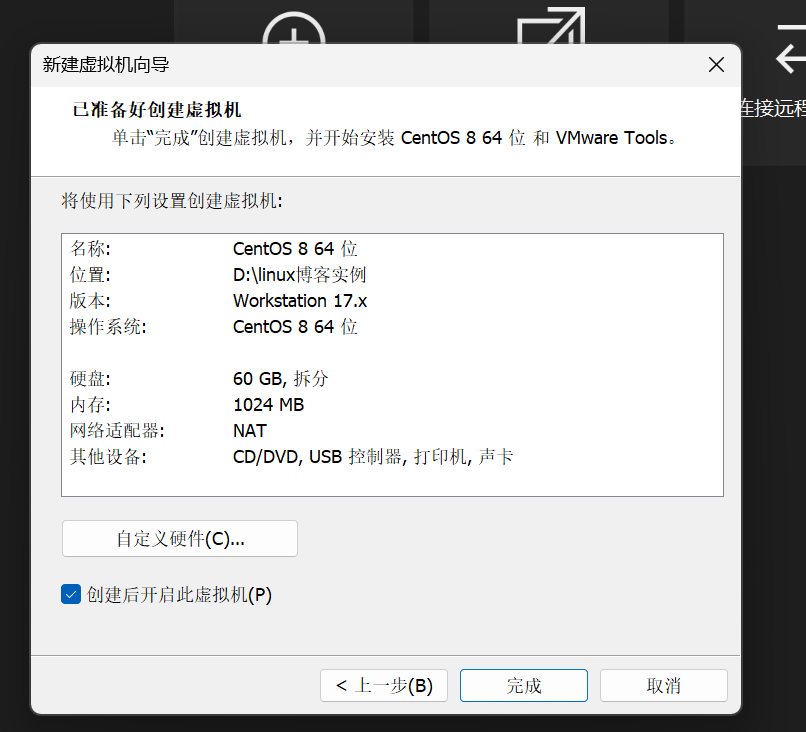 新建虚拟机向导
连接远程
已准备好创建虚拟机
单击“完成”创建虚拟机，并开始安装 CentOS 8 64 位 和 VMware Tools。
将使用下列设置创建虚拟机:
名称: CentOS 8 64 位
位置: D:\linux博客实例
版本: Workstation 17.x
操作系统: CentOS 8 64 位
硬盘: 60 GB, 拆分
内存: 1024 MB
网络适配器: NAT
其他设备: CD/DVD, USB 控制器, 打印机, 声卡
自定义硬件(C)...
创建后开启此虚拟机(P)
< 上一步(B) 完成 取消